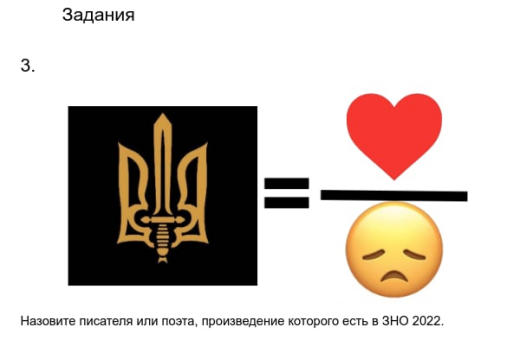 Задания
3.
Назовите писателя или поэта, произведение которого есть в ЗНО 2022.